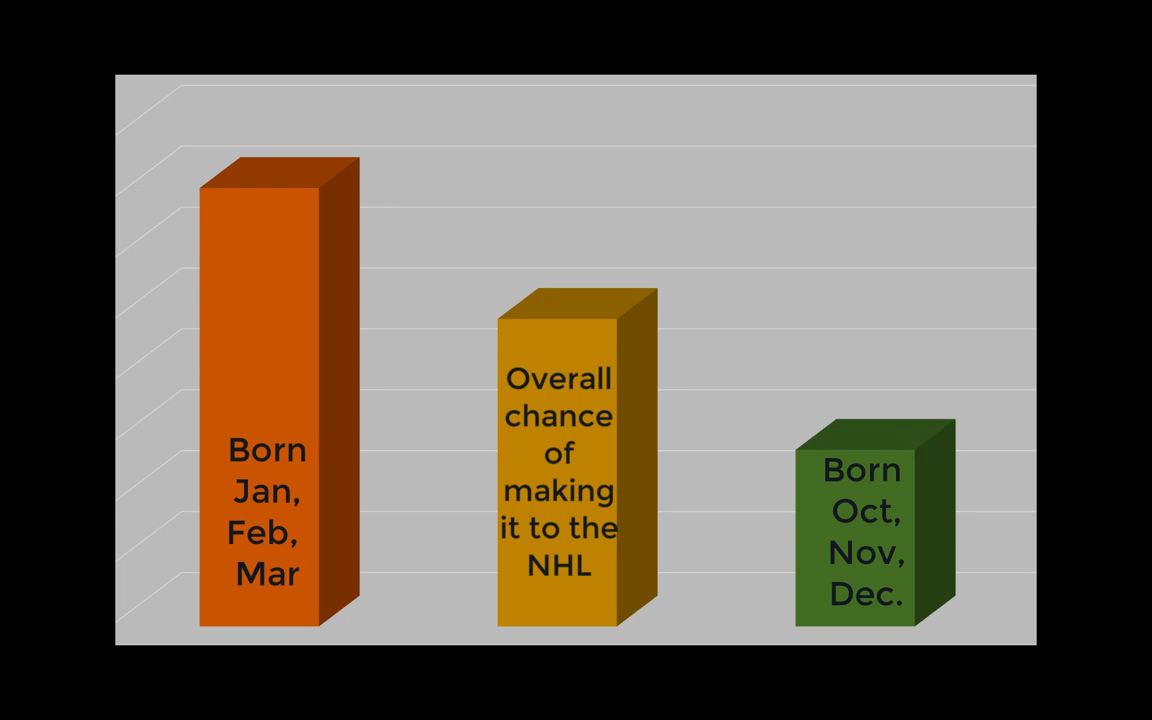 Born
Jan,
Feb,
Mar
Overall
chance
of
making
it to the
NHL
Born
Oct,
Nov,
Dec.